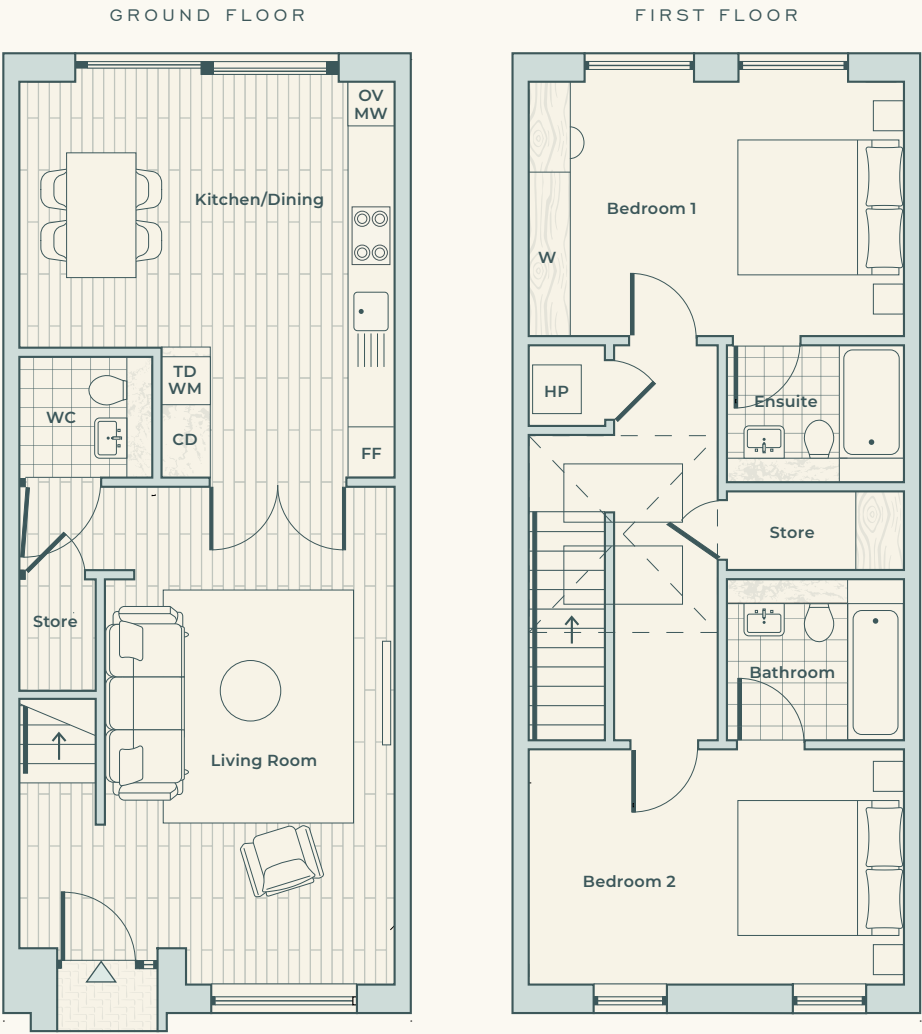 GROUND FLOOR
OV
MW
Kitchen/Dining
TD
WM
WC
CD
FF
Store
Living Room
FIRST FLOOR
Bedroom 1
W
HP
Ensuite
Store
Bathroom
Bedroom 2